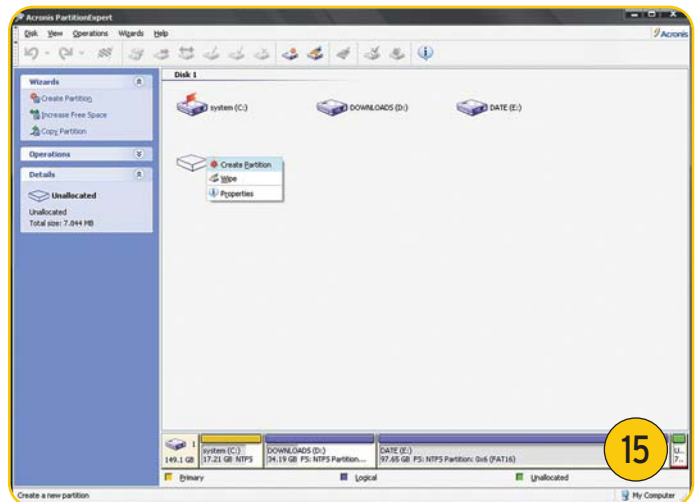 Acronis PartitionExpert
Disk View Operations Wizards Help
Acronis
Wizards
Create Partition
Increase Free Space
Copy Partition
Operations
Details
Unallocated
Unallocated
Total size: 7.844 MB
Disk 1
system (C:)
DOWNLOADS (D:)
DATE (E:)
Create Partition
Wipe
Properties
1
149.1 GB
system (C:)
17.21 GB NTFS
DOWNLOADS (D:)
34.19 GB FS: NTFS Partition...
DATE (E:)
97.65 GB FS: NTFS Partition: 0x6 (FAT16)
U...
7...
15
Primary
Logical
Unallocated
Create a new partition
My Computer